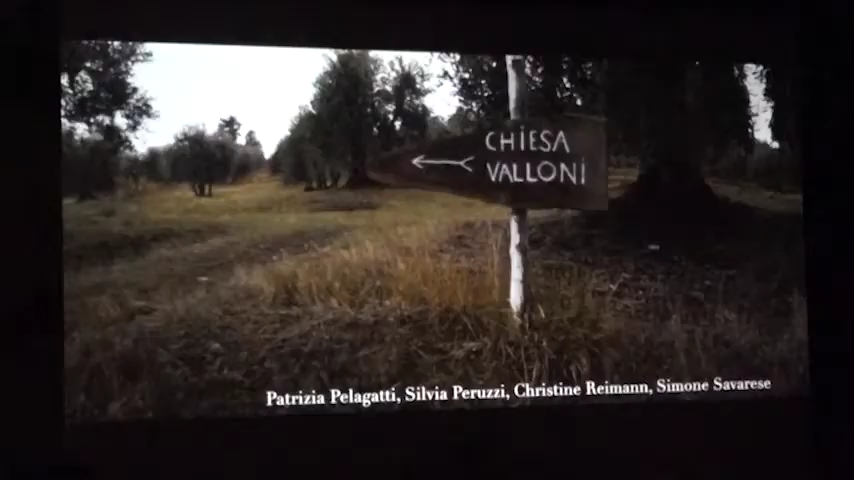 CHiESA
VALLONi
Patrizia Pelagatti, Silvia Peruzzi, Christine Reimann, Simone Savarese